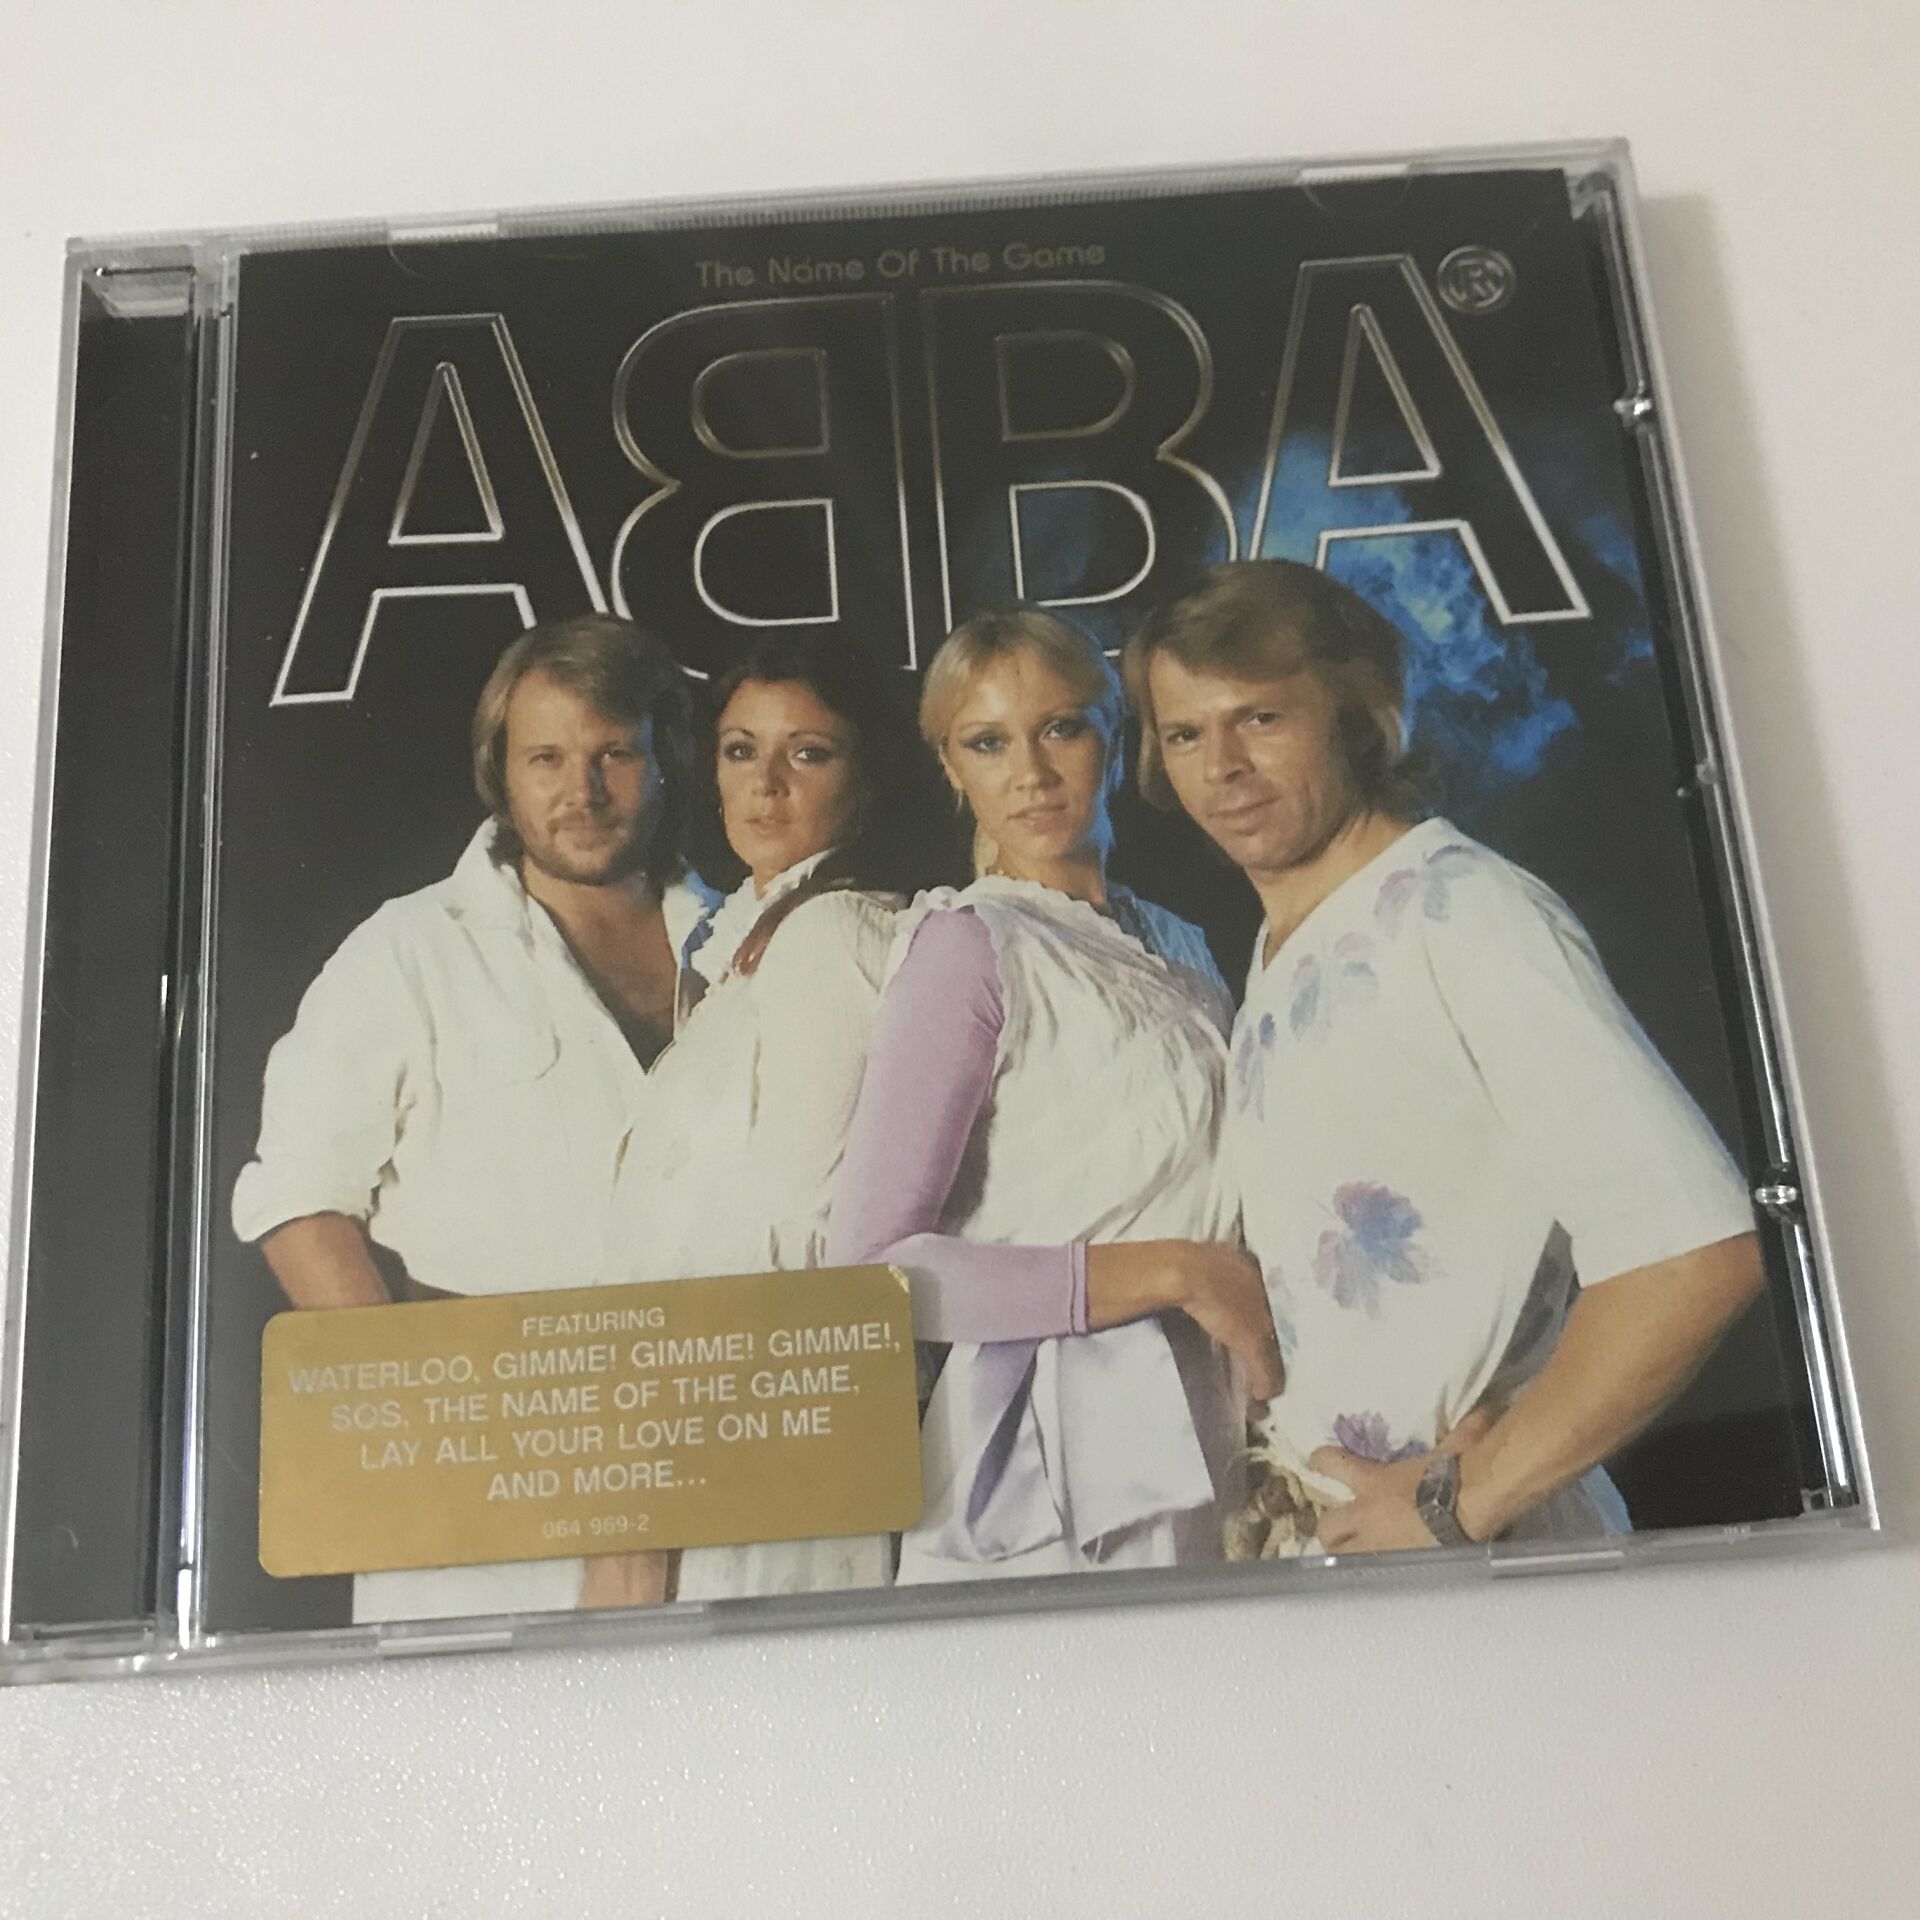 The Name Of The Game
ABBA®
FEATURING
WATERLOO, GIMME! GIMME! GIMME!,
SOS, THE NAME OF THE GAME,
LAY ALL YOUR LOVE ON ME
AND MORE...
064 969-2